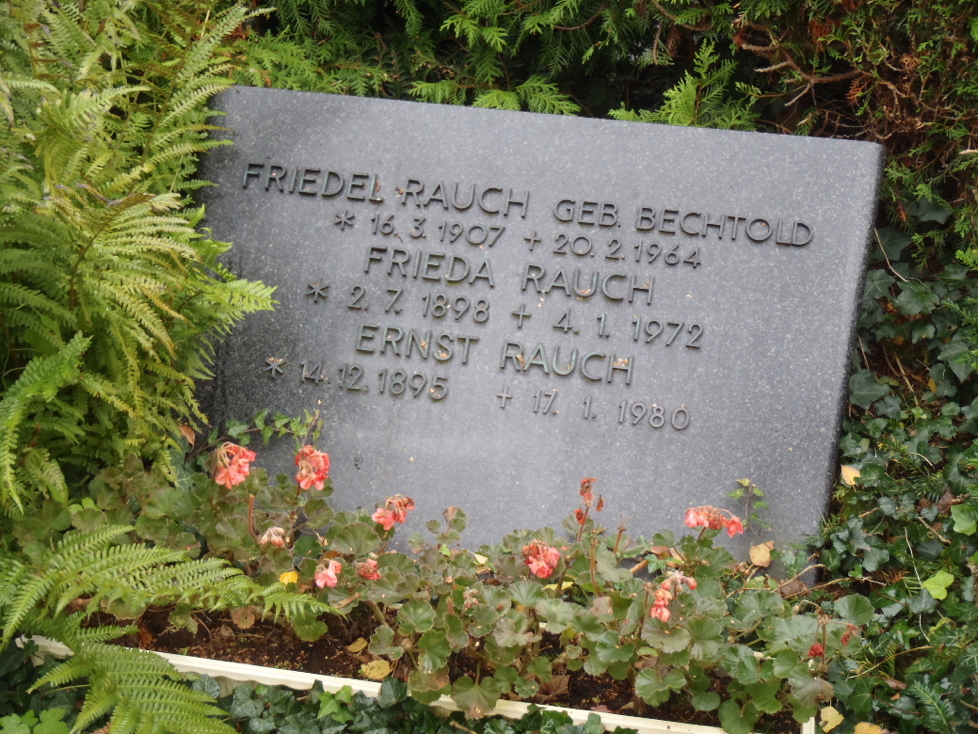 FRIEDEL RAUCH GEB. BECHTOLD
* 16. 3. 1907 + 20. 2. 1964
FRIEDA RAUCH
* 2. 7. 1898 + 4. 1. 1972
ERNST RAUCH
* 14. 12. 1895 + 17. 1. 1980